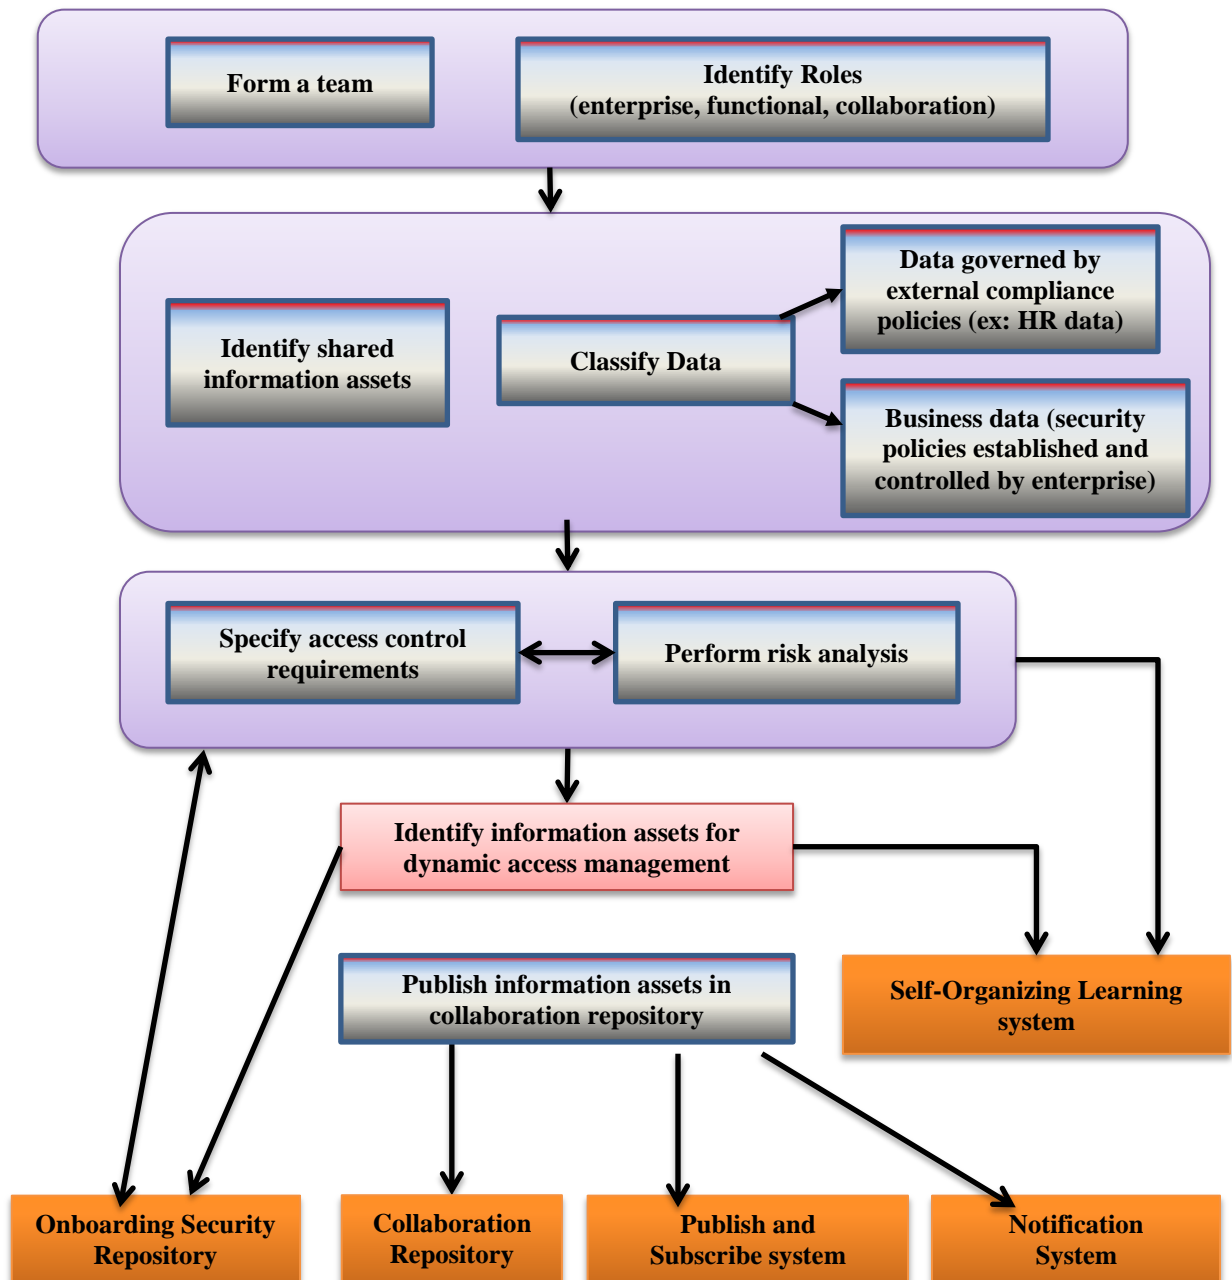 Form a team
Identify Roles
(enterprise, functional, collaboration)
Identify shared
information assets
Classify Data
Data governed by
external compliance
policies (ex: HR data)
Business data (security
policies established and
controlled by enterprise)
Specify access control
requirements
Perform risk analysis
Identify information assets for
dynamic access management
Publish information assets in
collaboration repository
Self-Organizing Learning
system
Onboarding Security
Repository
Collaboration
Repository
Publish and
Subscribe system
Notification
System